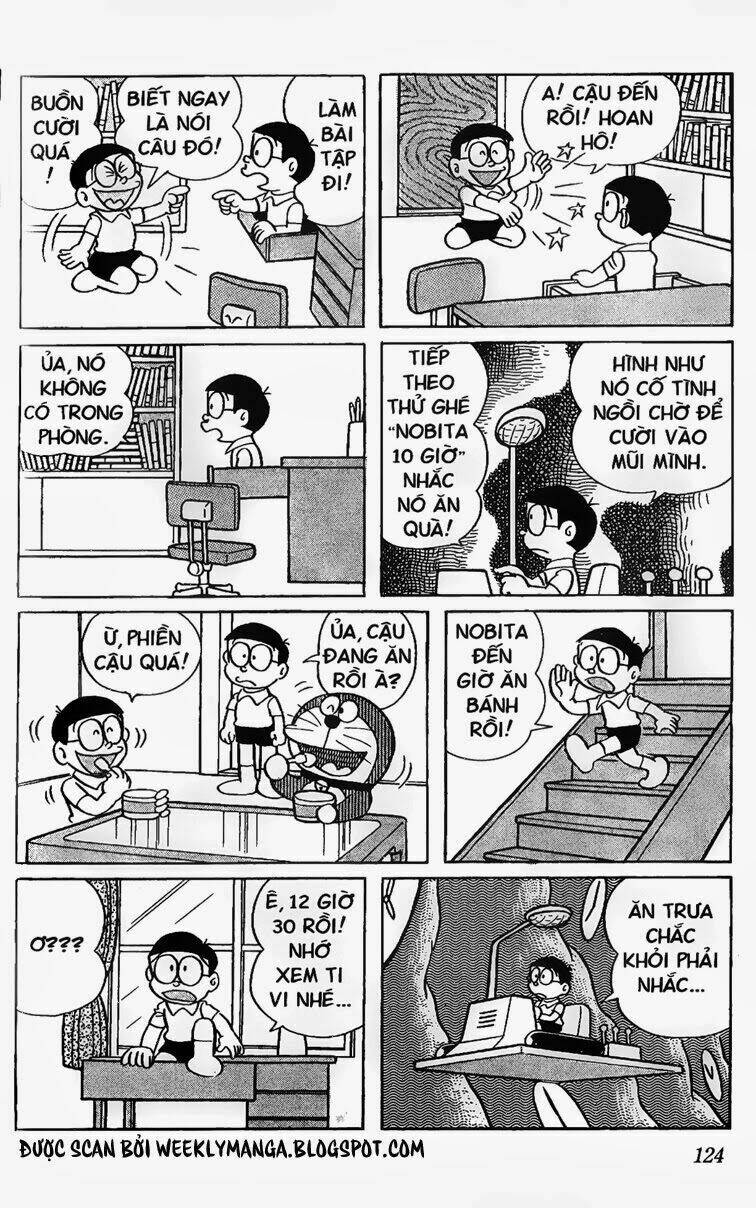 A! CẬU ĐẾN
RỒI! HOAN
HÔ!
LÀM
BÀI
TẬP
ĐI!
BIẾT NGAY
LÀ NÓI
CÂU ĐÓ!
BUỒN
CƯỜI
QUÁ
!
HÌNH NHƯ
NÓ CỐ TÌNH
NGỒI CHỜ ĐỂ
CƯỜI VÀO
MŨI MÌNH.
TIẾP
THEO
THỬ GHÉ
“NOBITA
10 GIỜ”
NHẮC
NÓ ĂN
QUÀ!
ỦA, NÓ
KHÔNG
CÓ TRONG
PHÒNG.
NOBITA
ĐẾN
GIỜ ĂN
BÁNH
RỒI!
ỦA, CẬU
ĐANG ĂN
RỒI À?
Ừ, PHIỀN
CẬU QUÁ!
ĂN TRƯA
CHẮC
KHỎI PHẢI
NHẮC...
Ê, 12 GIỜ
30 RỒI!
NHỚ
XEM TI
VI NHÉ...
Ơ???
ĐƯỢC SCAN BỞI WEEKLYMANGA.BLOGSPOT.COM
124